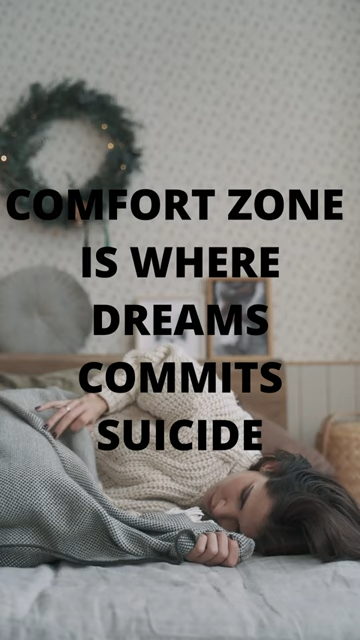 COMFORT ZONE
IS WHERE
DREAMS
COMMITS
SUICIDE